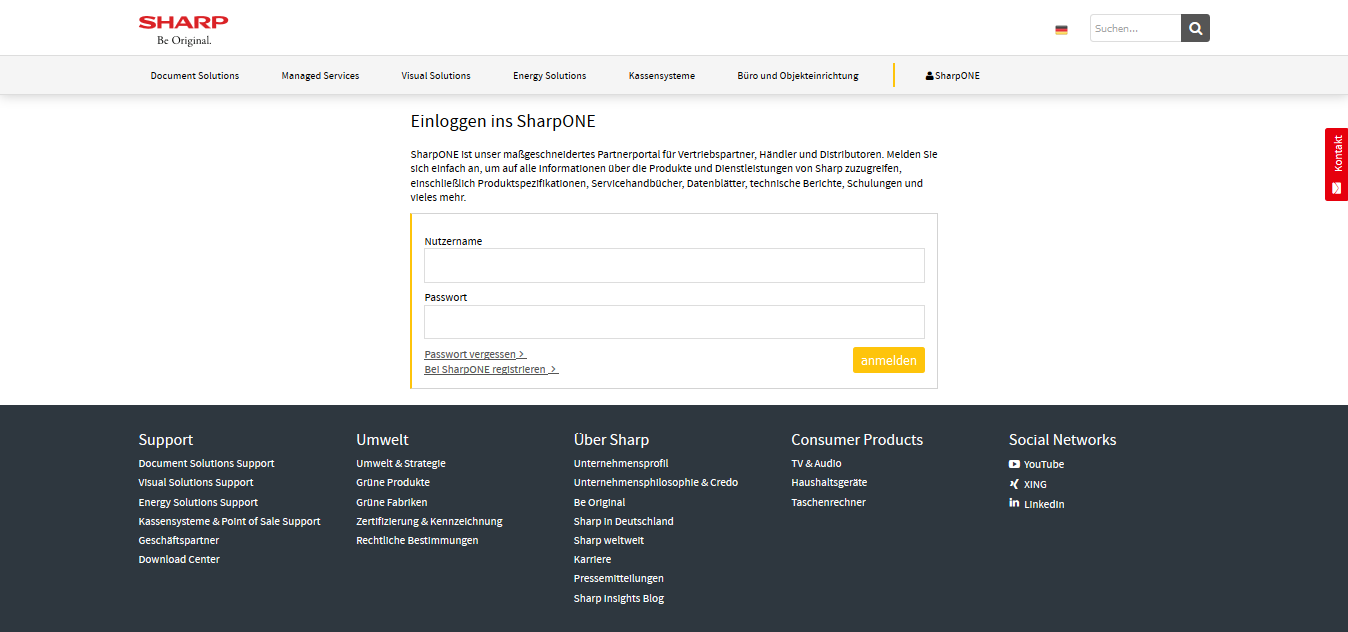 SHARP
Be Original.
Suchen...
Document Solutions
Managed Services
Visual Solutions
Energy Solutions
Kassensysteme
Büro und Objekteinrichtung
SharpONE
Kontakt
Einloggen ins SharpONE
SharpONE ist unser maßgeschneidertes Partnerportal für Vertriebspartner, Händler und Distributoren. Melden Sie
sich einfach an, um auf alle Informationen über die Produkte und Dienstleistungen von Sharp zuzugreifen,
einschließlich Produktspezifikationen, Servicehandbücher, Datenblätter, technische Berichte, Schulungen und
vieles mehr.
Nutzername
Passwort
Passwort vergessen >
Bei SharpONE registrieren >
anmelden
Support
Document Solutions Support
Visual Solutions Support
Energy Solutions Support
Kassensysteme & Point of Sale Support
Geschäftspartner
Download Center
Umwelt
Umwelt & Strategie
Grüne Produkte
Grüne Fabriken
Zertifizierung & Kennzeichnung
Rechtliche Bestimmungen
Über Sharp
Unternehmensprofil
Unternehmensphilosophie & Credo
Be Original
Sharp in Deutschland
Sharp weltweit
Karriere
Pressemitteilungen
Sharp Insights Blog
Consumer Products
TV & Audio
Haushaltsgeräte
Taschenrechner
Social Networks
YouTube
XING
LinkedIn